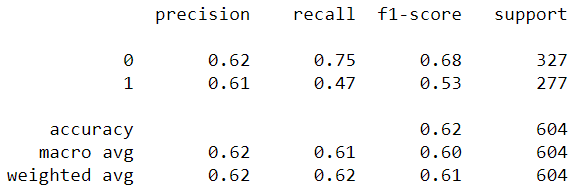 precision recall f1-score support
0 0.62 0.75 0.68 327
1 0.61 0.47 0.53 277
accuracy 0.62 604
macro avg 0.62 0.61 0.60 604
weighted avg 0.62 0.62 0.61 604